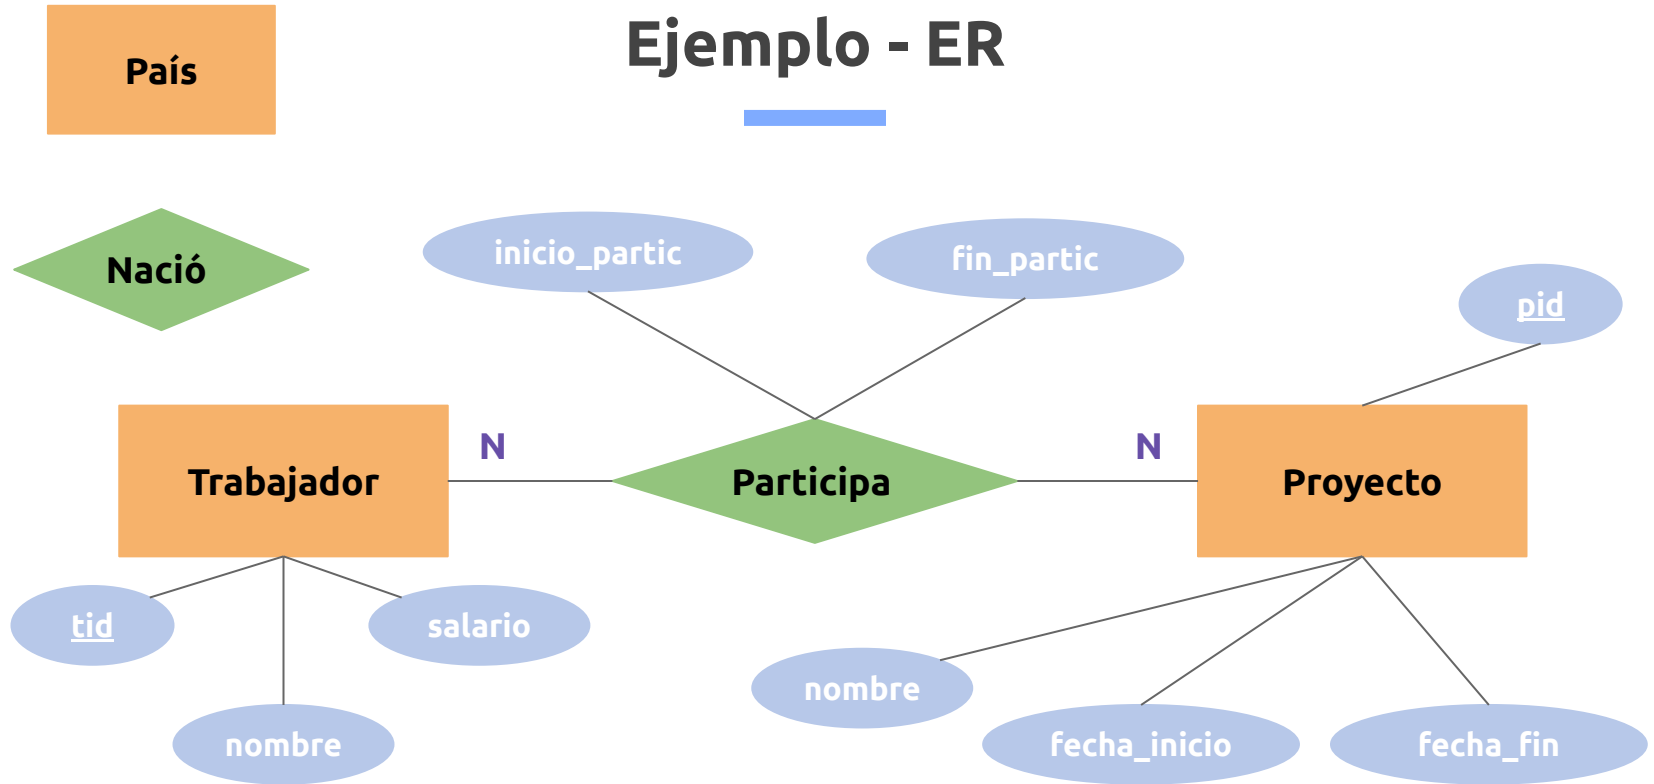 Ejemplo - ER
País
Nació
inicio_partic
fin_partic
pid
N
N
Trabajador
Participa
Proyecto
tid
salario
nombre
nombre
fecha_inicio
fecha_fin